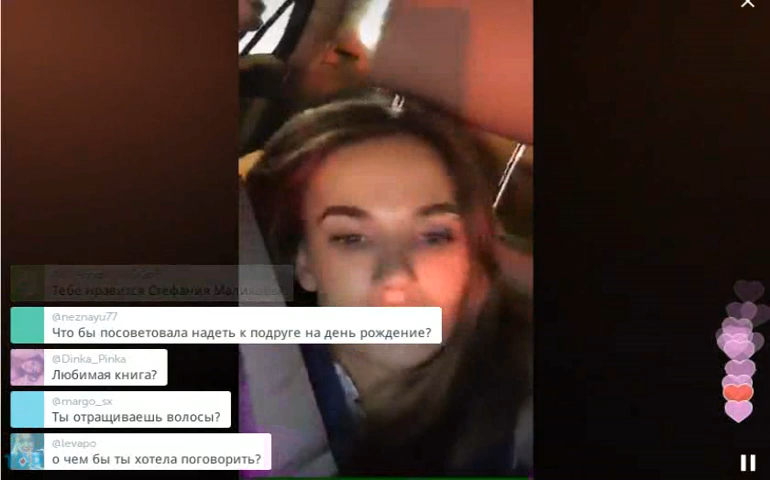 Тебе нравится Стефания
@neznayu77
Что бы посоветовала надеть к подруге на день рождение?
@Dinka_Pinka
Любимая книга?
@margo_sx
Ты отращиваешь волосы?
@levapo
о чем бы ты хотела поговорить?